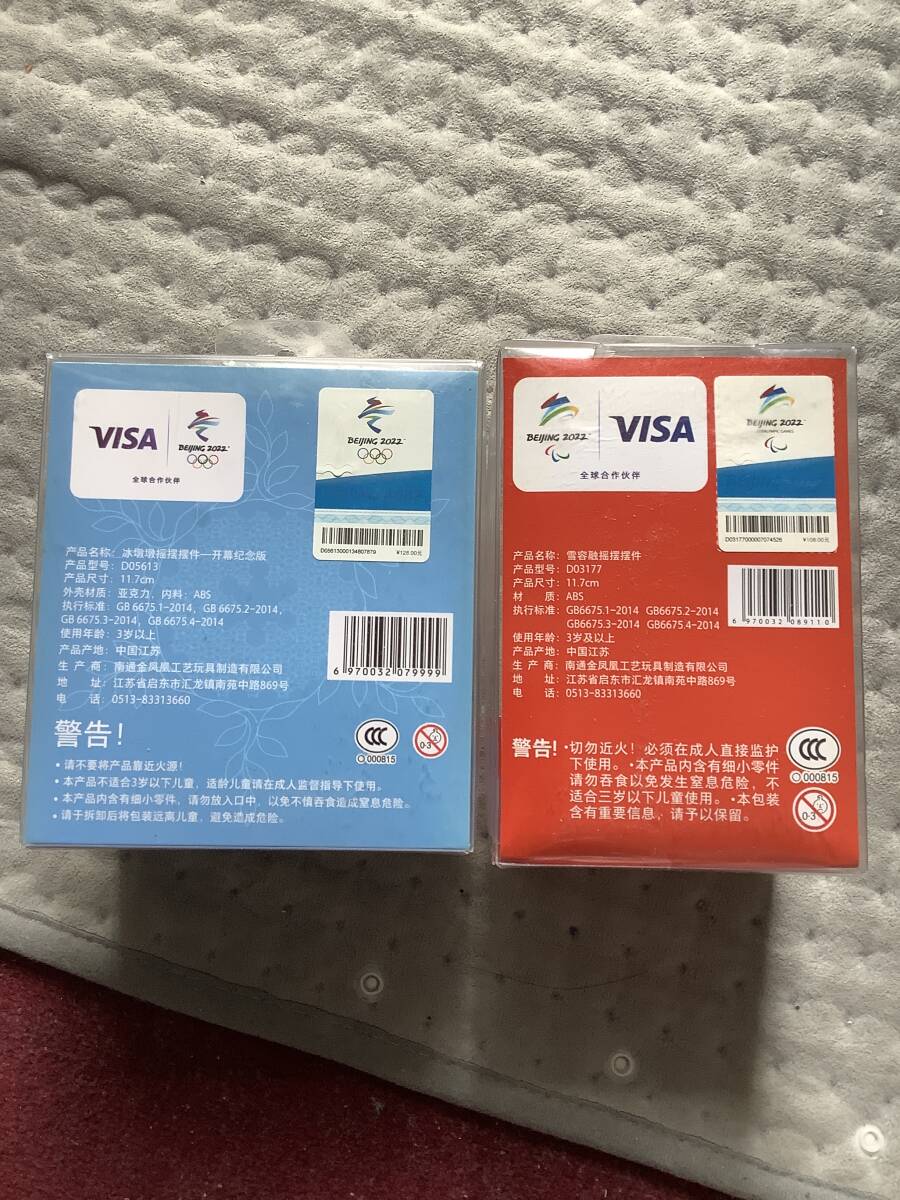 VISA
BEIJING 2022
全球合作伙伴
BEIJING 2022
D05613000134807879 ¥128.00元
产品名称：冰墩墩摇摆摆件—开幕纪念版
产品型号：D05613
产品尺寸：11.7cm
外壳材质：亚克力，内料：ABS
执行标准：GB 6675.1-2014，GB 6675.2-2014，
GB 6675.3-2014，GB 6675.4-2014
使用年龄：3岁以上
产品产地：中国江苏
生 产 商：南通金凤凰工艺玩具制造有限公司
地 址：江苏省启东市汇龙镇南苑中路869号
电 话：0513-83313660
6 970032 079999
警告!
CCC
000815
0-3
·请不要将产品靠近火源！
·本产品不适合3岁以下儿童，适龄儿童请在成人监督指导下使用。
·本产品内含有细小零件，请勿放入口中，以免不慎吞食造成窒息危险。
·请于拆卸后将包装远离儿童，避免造成危险。
BEIJING 2022
VISA
全球合作伙伴
BEIJING 2022
PARALYMPIC GAMES
D03177000007074526 ¥108.00元
产品名称：雪容融摇摆摆件
产品型号：D03177
产品尺寸：11.7cm
材 质：ABS
执行标准：GB6675.1-2014 GB6675.2-2014
GB6675.3-2014 GB6675.4-2014
使用年龄：3岁及以上
产品产地：中国江苏
生 产 商：南通金凤凰工艺玩具制造有限公司
地 址：江苏省启东市汇龙镇南苑中路869号
电 话：0513-83313660
6 970032 089110
警告!·切勿近火！必须在成人直接监护
下使用。·本产品内含有细小零件
请勿吞食以免发生窒息危险，不
适合三岁以下儿童使用。·本包装
含有重要信息，请予以保留。
CCC
000815
0-3